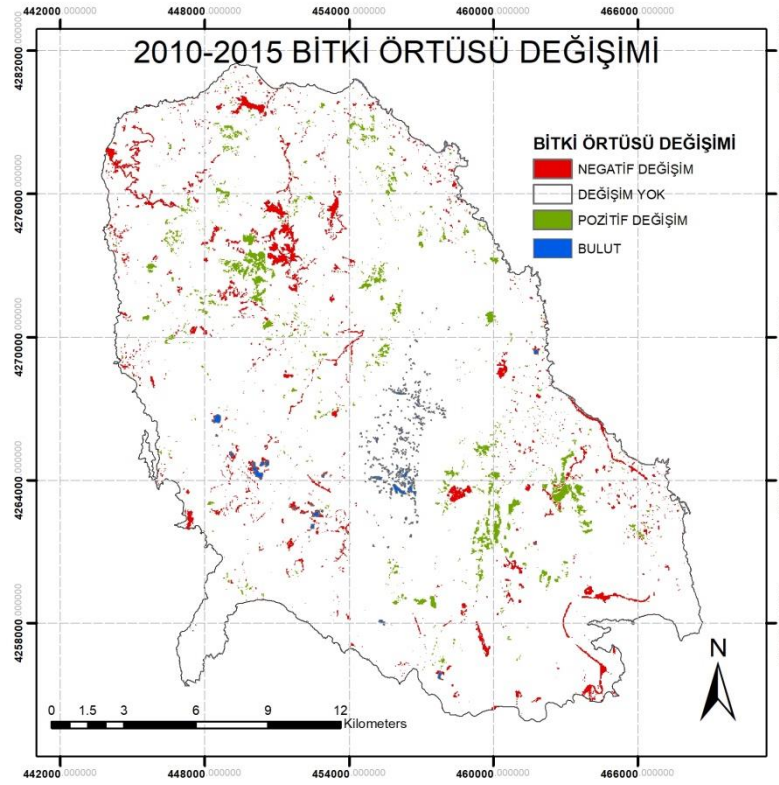 442000.000000 448000.000000 454000.000000 460000.000000 466000.000000
2010-2015 BİTKİ ÖRTÜSÜ DEĞİŞİMİ
4282000.000000
4276000.000000
4270000.000000
4264000.000000
4258000.000000
BİTKİ ÖRTÜSÜ DEĞİŞİMİ
NEGATİF DEĞİŞİM
DEĞİŞİM YOK
POZİTİF DEĞİŞİM
BULUT
N
0 1.5 3 6 9 12
Kilometers
442000.000000 448000.000000 454000.000000 460000.000000 466000.000000